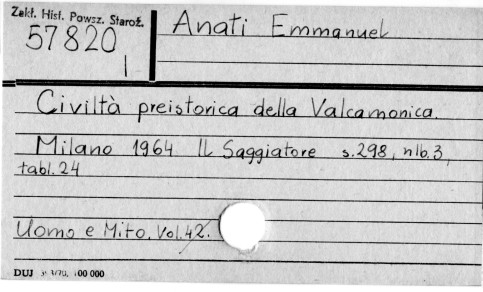 Zakł. Hist. Powsz. Staroż.
57820
Anati Emmanuel
Civiltà preistorica della Valcamonica.
Milano 1964 Il Saggiatore s.298, nlb.3,
tabl.24
Uomo e Mito. Vol.42.
DUJ 100 000